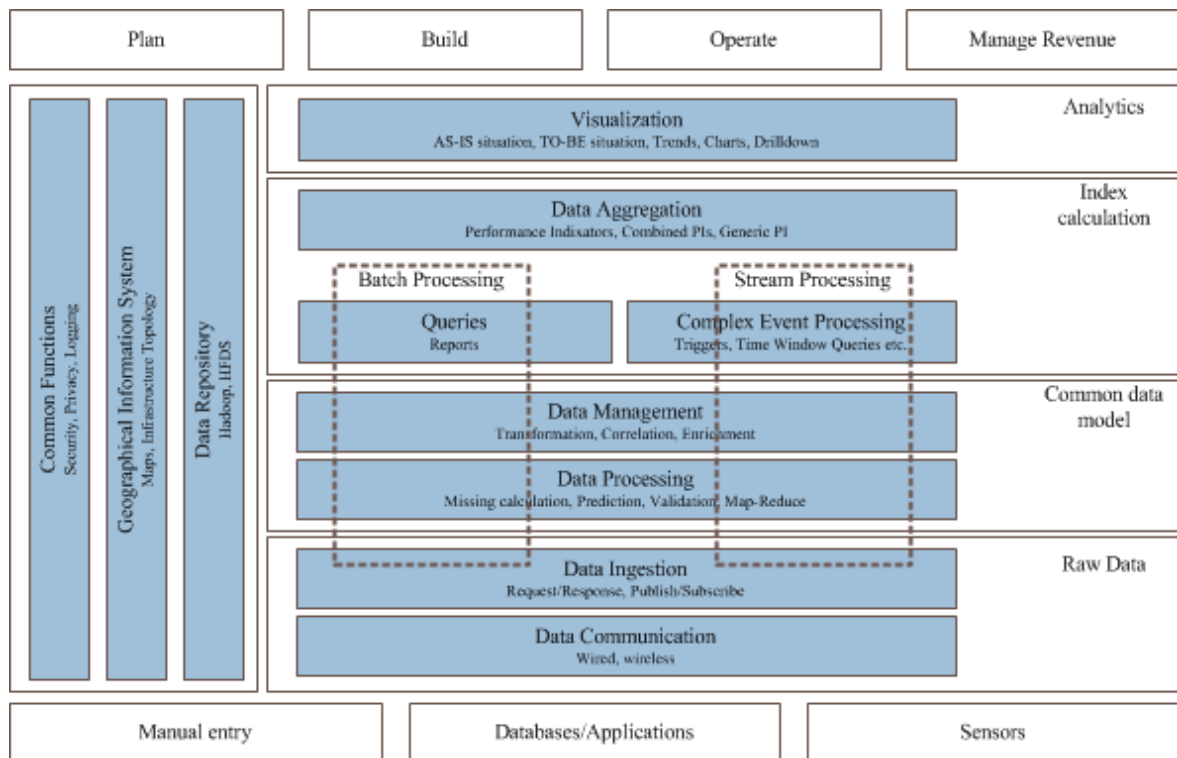 Plan
Build
Operate
Manage Revenue
Common Functions
Security, Privacy, Logging
Geographical Information System
Maps, Infrastructure Topology
Data Repository
Hadoop, HFDS
Analytics
Visualization
AS-IS situation, TO-BE situation, Trends, Charts, Drilldown
Index
calculation
Data Aggregation
Performance Indixators, Combined PIs, Generic PI
Batch Processing
Stream Processing
Queries
Reports
Complex Event Processing
Triggers, Time Window Queries etc.
Common data
model
Data Management
Transformation, Correlation, Enrichment
Data Processing
Missing calculation, Prediction, Validation, Map-Reduce
Raw Data
Data Ingestion
Request/Response, Publish/Subscribe
Data Communication
Wired, wireless
Manual entry
Databases/Applications
Sensors